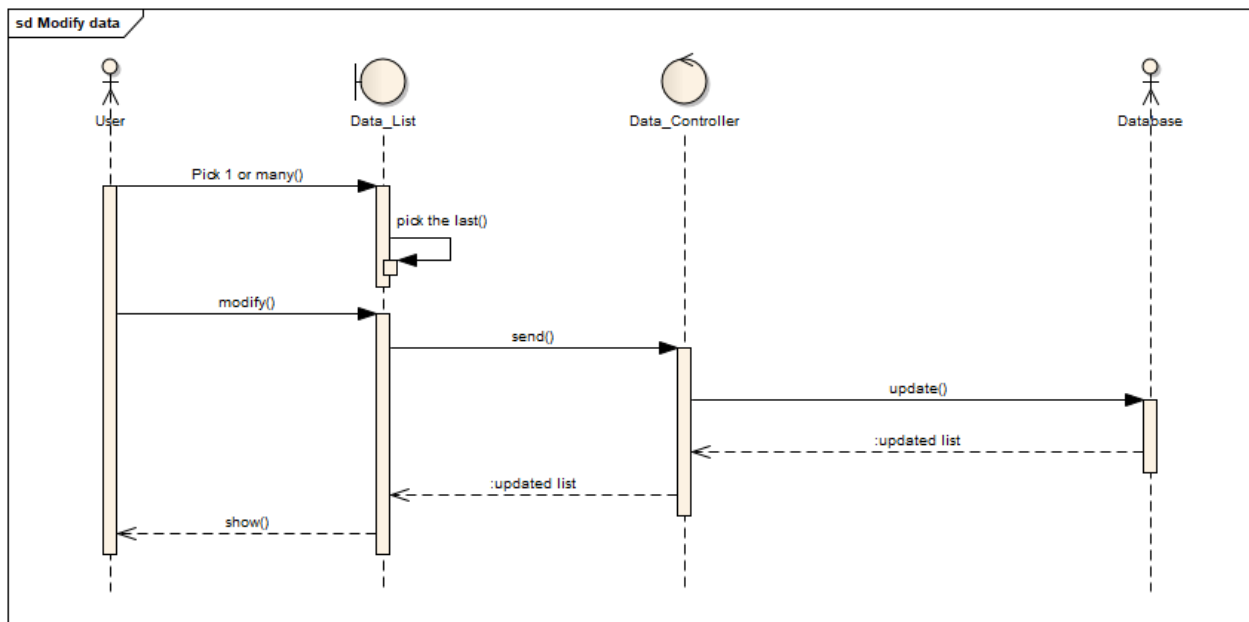 sd Modify data
User
Data_List
Data_Controller
Database
Pick 1 or many()
pick the last()
modify()
send()
update()
:updated list
:updated list
show()